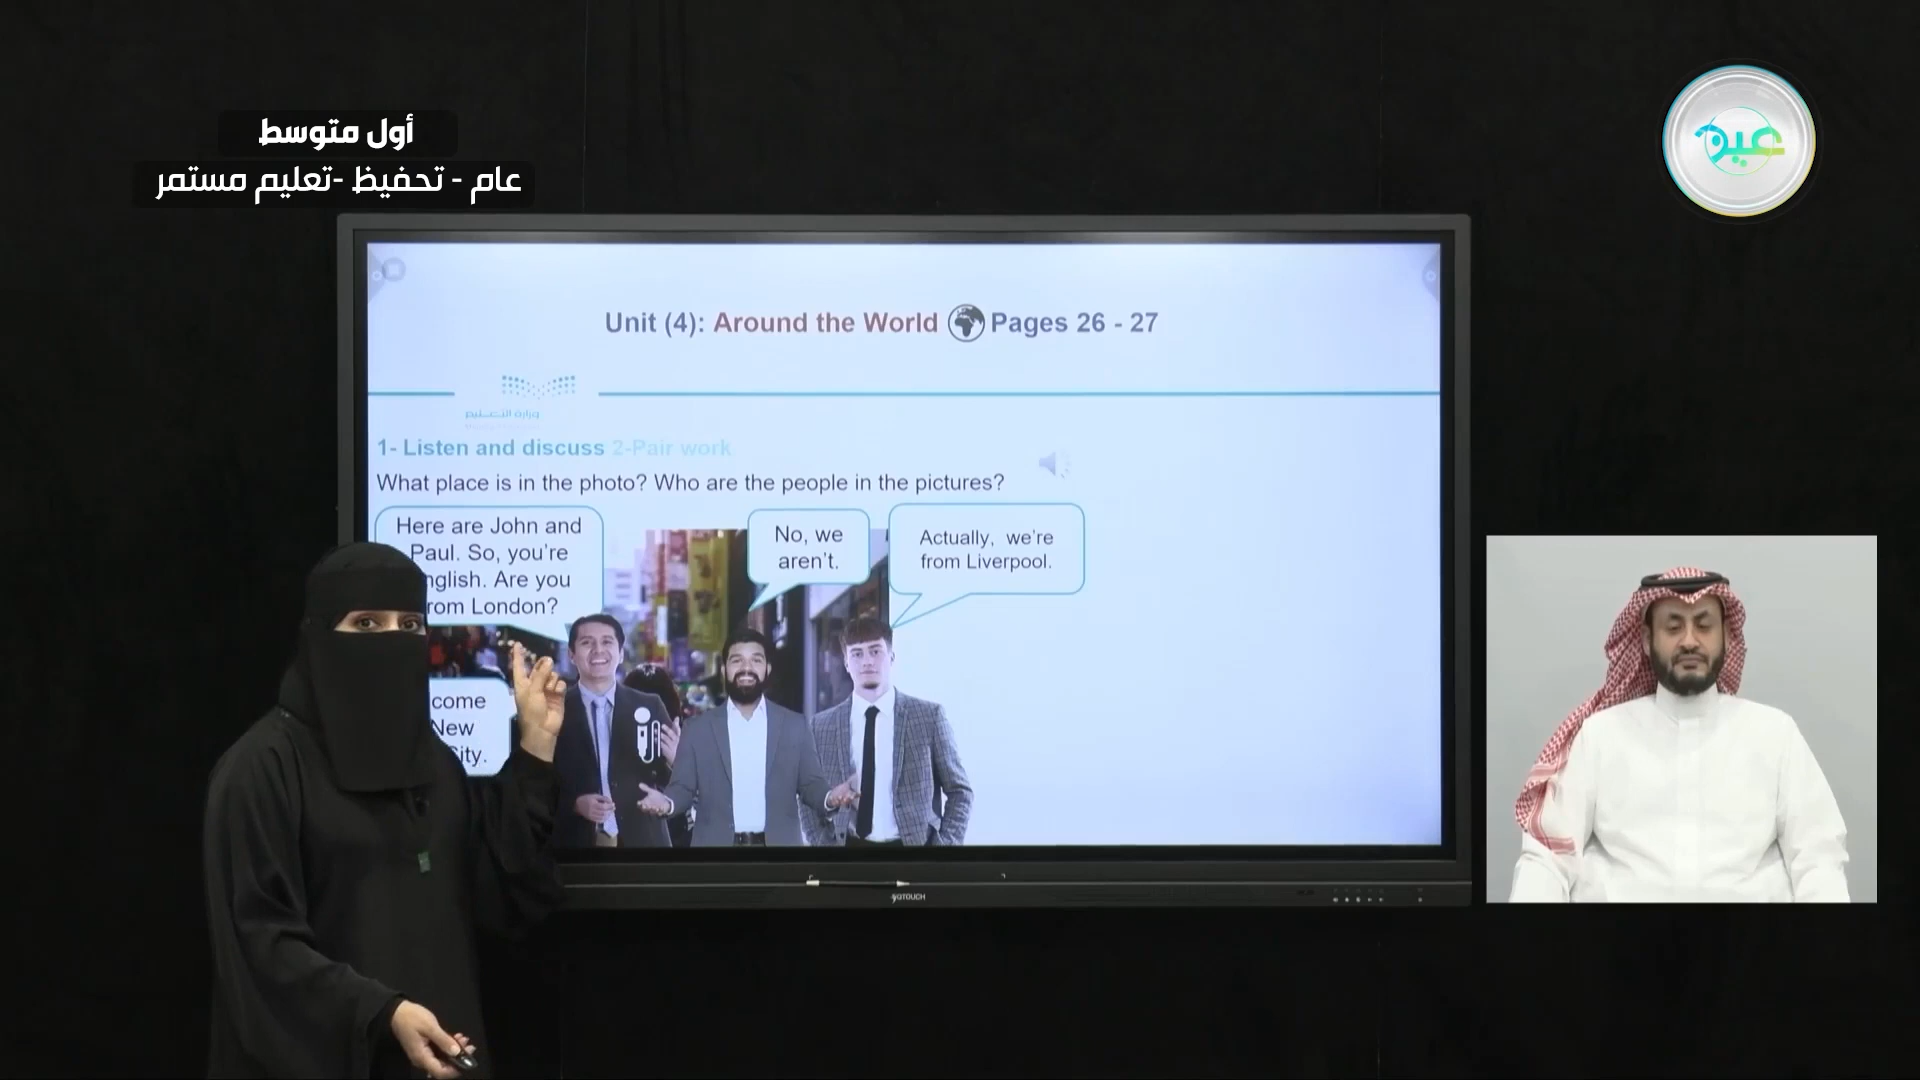 أول متوسط
عام - تحفيظ -تعليم مستمر
عين
Unit (4): Around the World Pages 26 - 27
وزارة التعليم
1- Listen and discuss 2-Pair work
What place is in the photo? Who are the people in the pictures?
Here are John and
Paul. So, you're
nglish. Are you
rom London?
No, we
aren't.
Actually, we're
from Liverpool.
come
New
City.